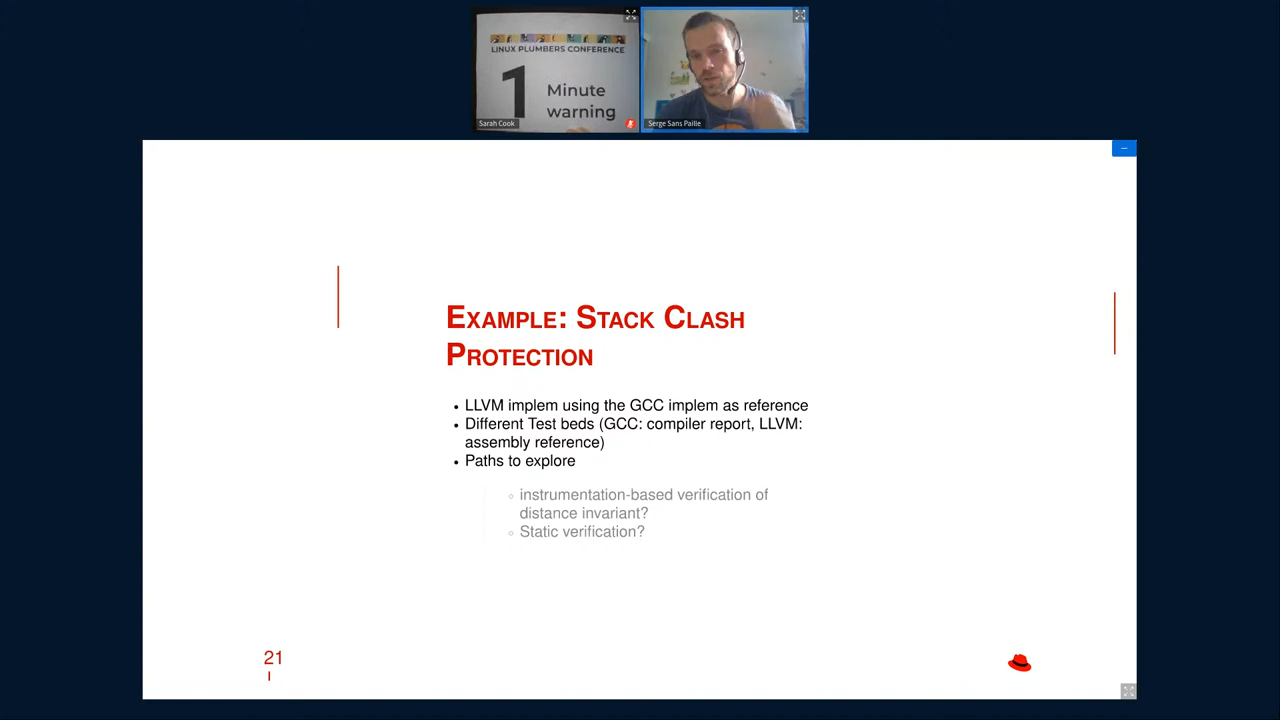 LINUX PLUMBERS CONFERENCE
1 Minute
warning
Sarah Cook
Serge Sans Paille
EXAMPLE: STACK CLASH
PROTECTION
• LLVM implem using the GCC implem as reference
• Different Test beds (GCC: compiler report, LLVM:
assembly reference)
• Paths to explore
◦ instrumentation-based verification of
distance invariant?
◦ Static verification?
21